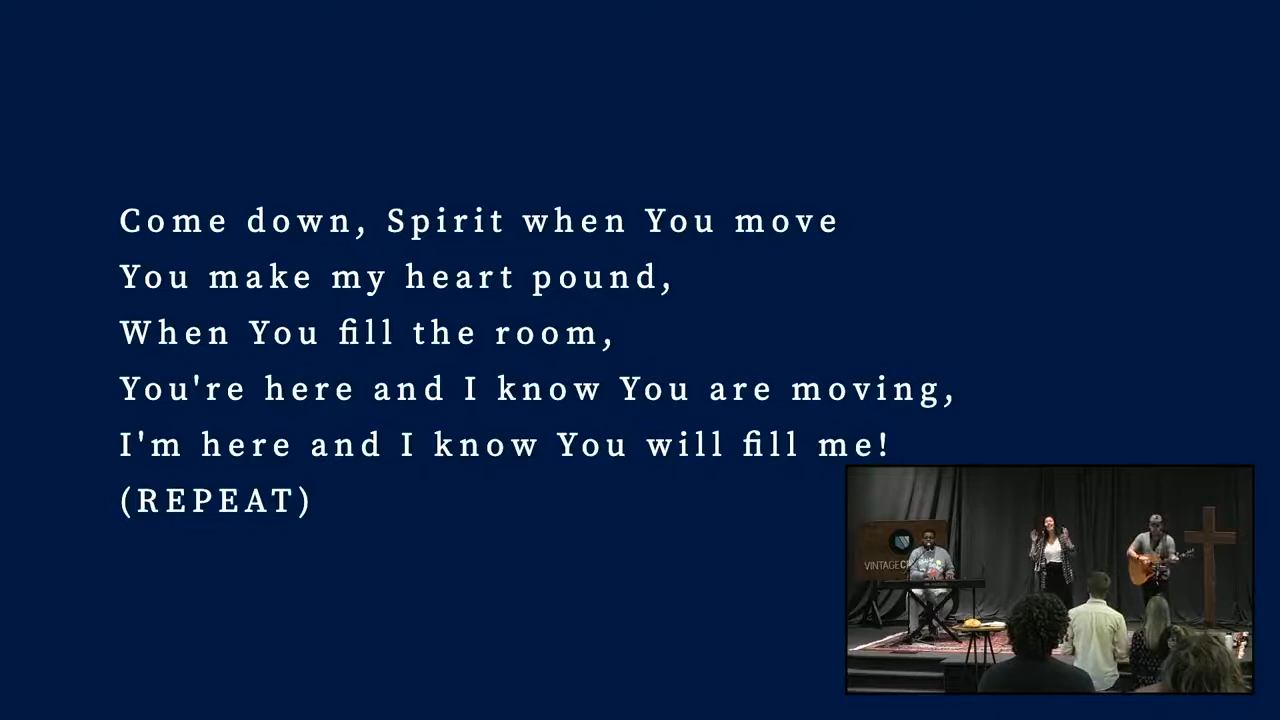 Come down, Spirit when You move
You make my heart pound,
When You fill the room,
You're here and I know You are moving,
I'm here and I know You will fill me!
(REPEAT)
VINTAGE